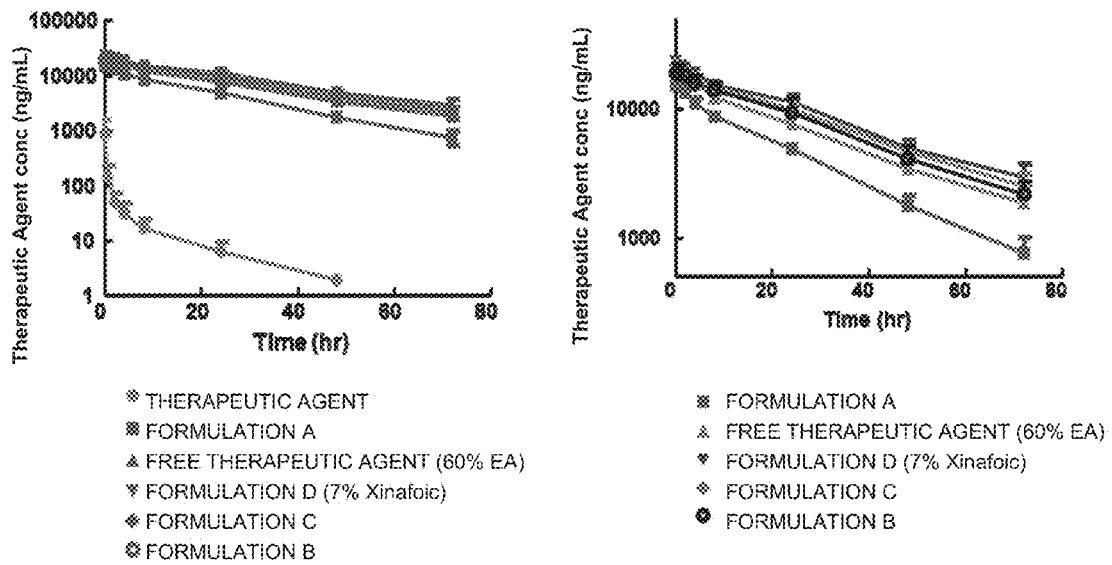 Therapeutic Agent conc (ng/mL)
100000
10000
1000
100
10
1
0
20
40
60
80
Time (hr)
THERAPEUTIC AGENT
FORMULATION A
FREE THERAPEUTIC AGENT (60% EA)
FORMULATION D (7% Xinafoic)
FORMULATION C
FORMULATION B
Therapeutic Agent conc (ng/mL)
10000
1000
0
20
40
60
80
Time (hr)
FORMULATION A
FREE THERAPEUTIC AGENT (60% EA)
FORMULATION D (7% Xinafoic)
FORMULATION C
FORMULATION B